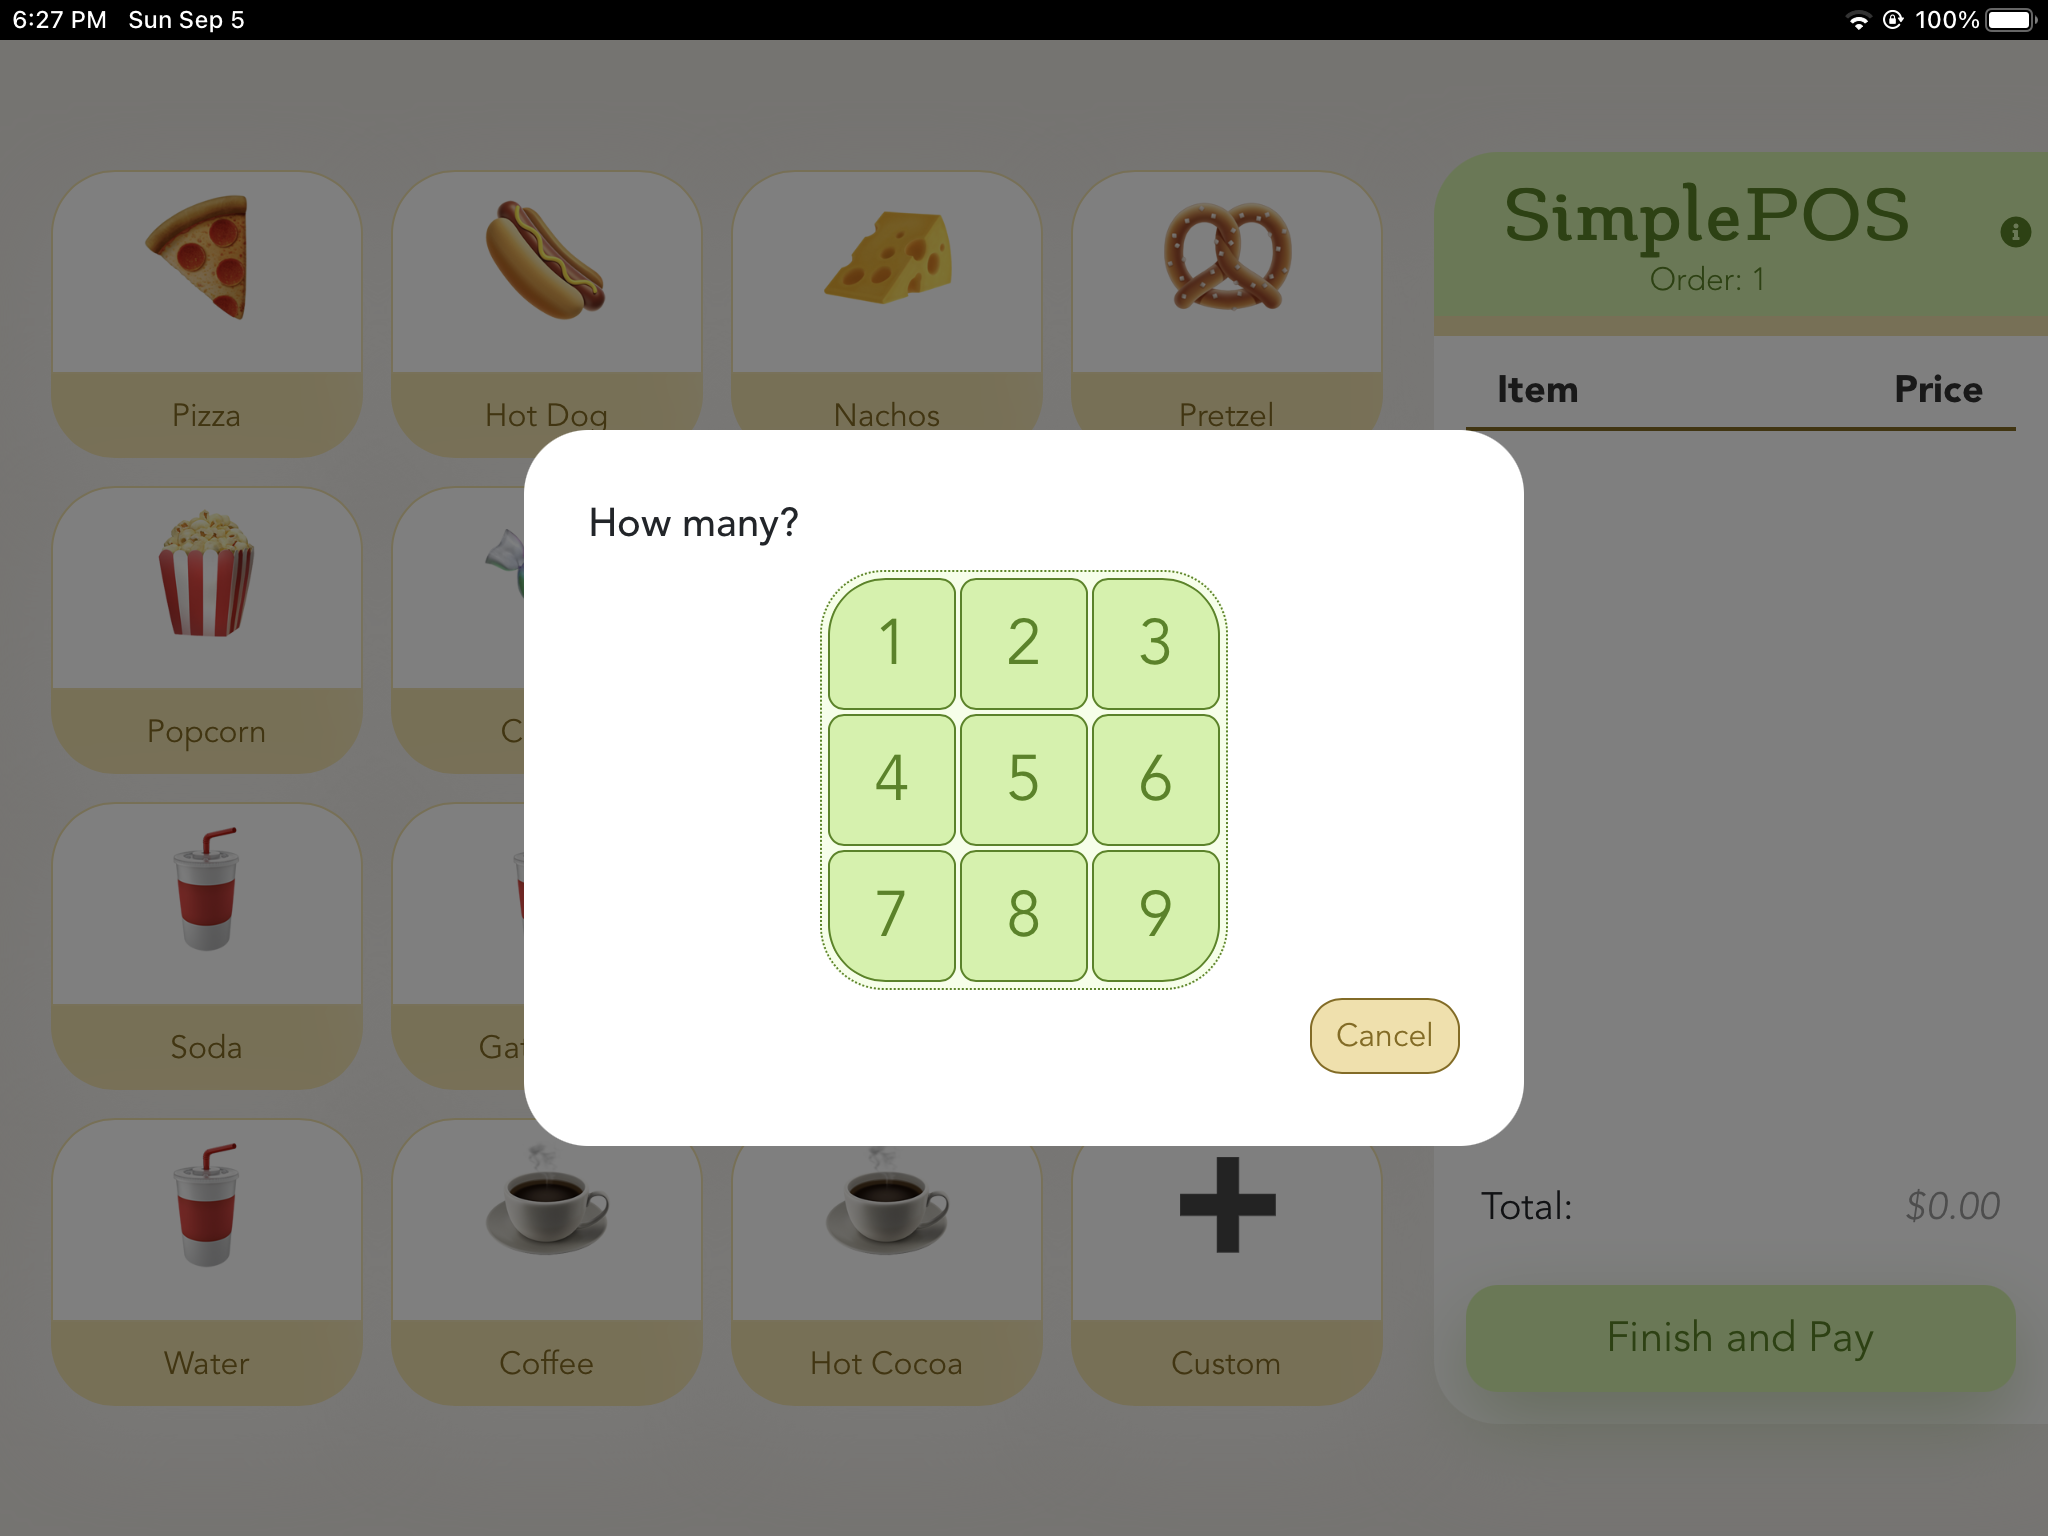 6:27 PM Sun Sep 5 100%
SimplePOS
Order: 1
Item Price
Pizza Hot Dog Nachos Pretzel
How many?
1 2 3
4 5 6
7 8 9
Cancel
Popcorn C
Soda Gat
Water Coffee Hot Cocoa Custom
Total: $0.00
Finish and Pay